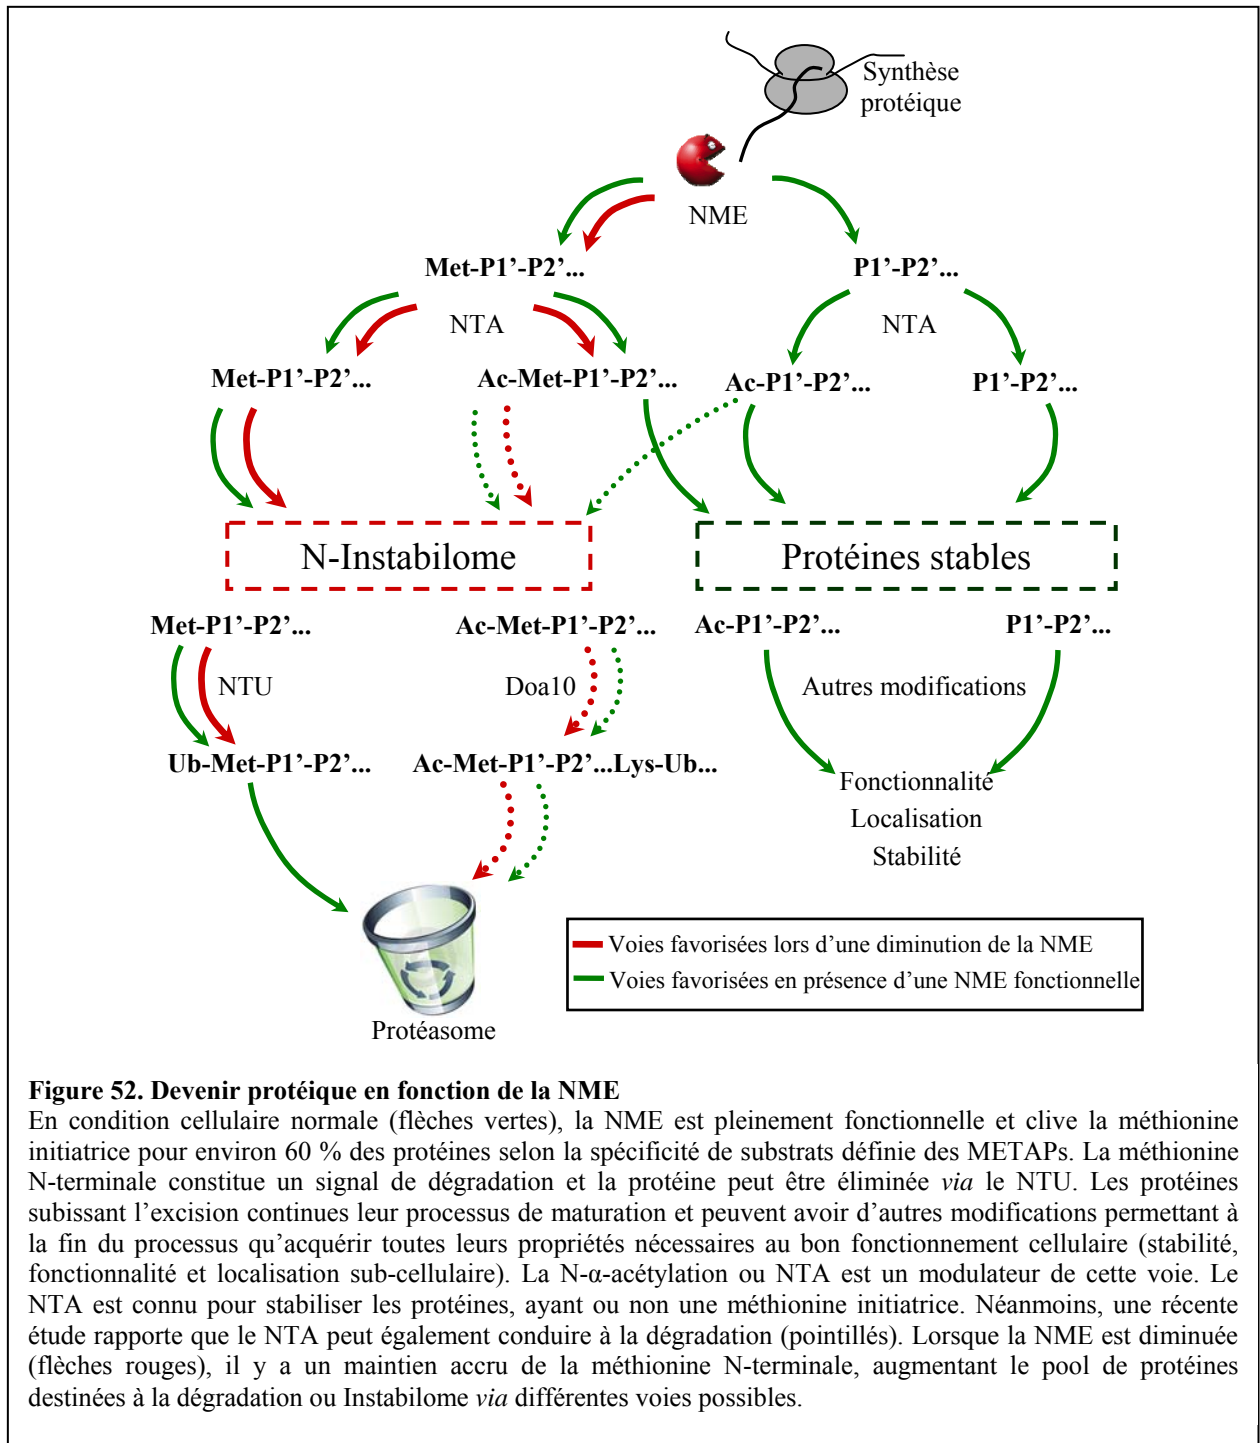 Synthèse
protéique
NME
Met-P1’-P2’...
P1’-P2’...
NTA
NTA
Met-P1’-P2’...
Ac-Met-P1’-P2’...
Ac-P1’-P2’...
P1’-P2’...
N-Instabilome
Protéines stables
Met-P1’-P2’...
Ac-Met-P1’-P2’...
Ac-P1’-P2’...
P1’-P2’...
NTU
Doa10
Autres modifications
Ub-Met-P1’-P2’...
Ac-Met-P1’-P2’...Lys-Ub...
Fonctionnalité
Localisation
Stabilité
Voies favorisées lors d’une diminution de la NME
Voies favorisées en présence d’une NME fonctionnelle
Protéasome
Figure 52. Devenir protéique en fonction de la NME
En condition cellulaire normale (flèches vertes), la NME est pleinement fonctionnelle et clive la méthionine
initiatrice pour environ 60 % des protéines selon la spécificité de substrats définie des METAPs. La méthionine
N-terminale constitue un signal de dégradation et la protéine peut être éliminée via le NTU. Les protéines
subissant l’excision continues leur processus de maturation et peuvent avoir d’autres modifications permettant à
la fin du processus qu’acquérir toutes leurs propriétés nécessaires au bon fonctionnement cellulaire (stabilité,
fonctionnalité et localisation sub-cellulaire). La N-α-acétylation ou NTA est un modulateur de cette voie. Le
NTA est connu pour stabiliser les protéines, ayant ou non une méthionine initiatrice. Néanmoins, une récente
étude rapporte que le NTA peut également conduire à la dégradation (pointillés). Lorsque la NME est diminuée
(flèches rouges), il y a un maintien accru de la méthionine N-terminale, augmentant le pool de protéines
destinées à la dégradation ou Instabilome via différentes voies possibles.